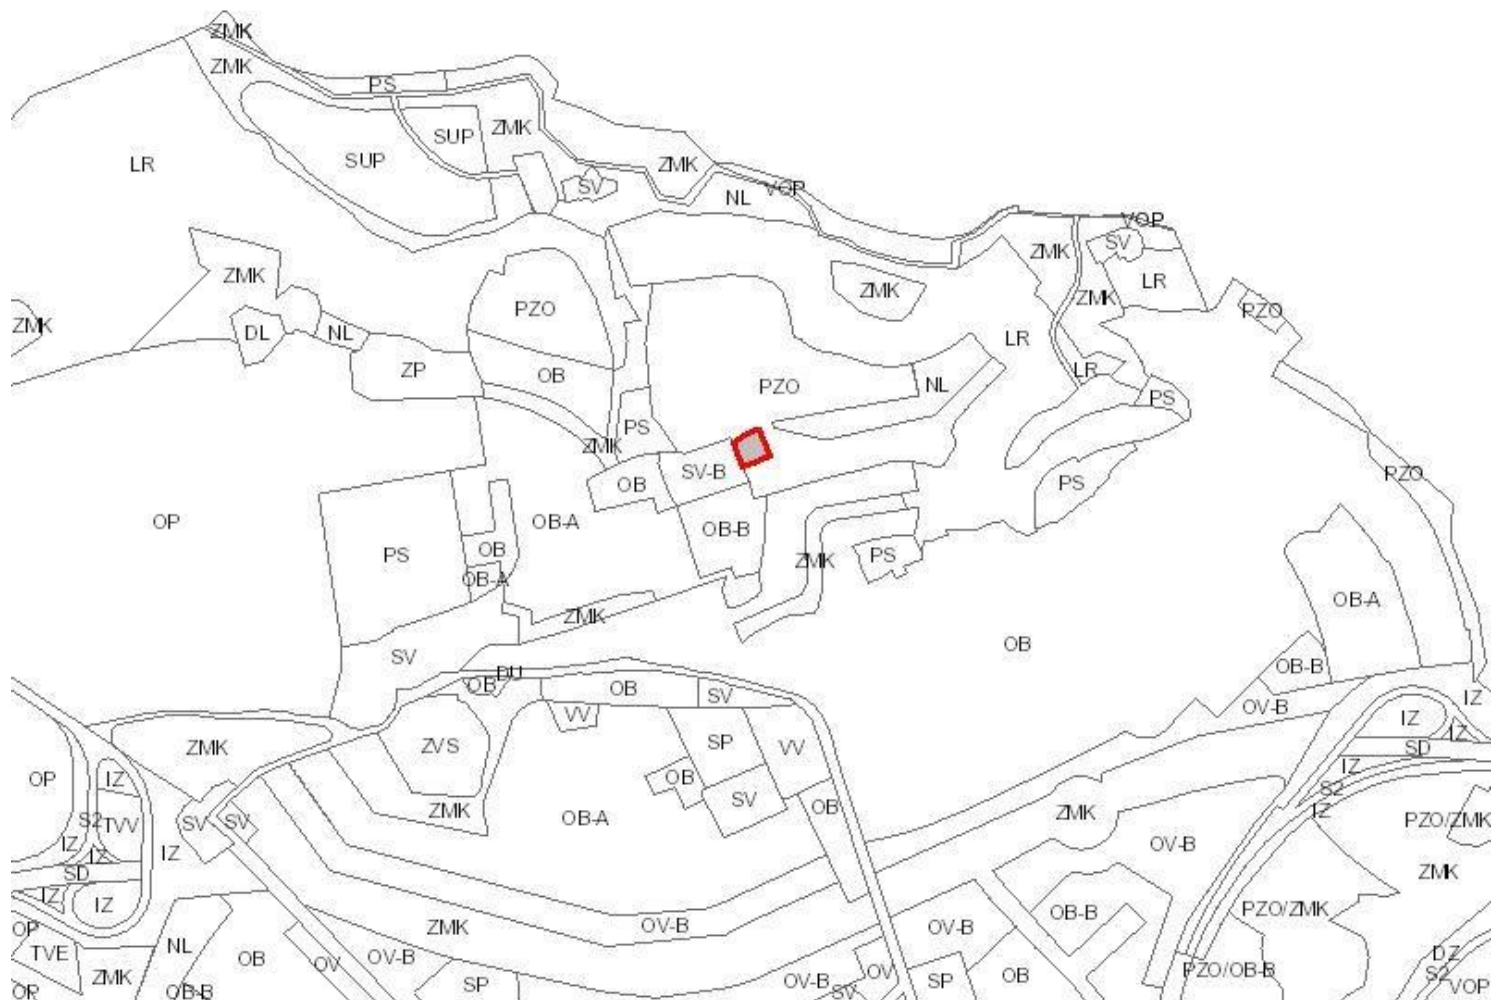 ZMK
ZMK
PS
SUP
SUP
ZMK
LR
ZMK
SV
NL
VOP
VOP
SV
ZMK
LR
ZMK
ZMK
ZMK
PZO
ZMK
DL
NL
PZO
LR
ZP
OB
PZO
NL
LR
PS
PS
ZMK
SV-B
OB
PS
PZO
OP
OB-A
OB-B
PS
OB
OB-A
ZMK
PS
OB-A
ZMK
OB
SV
DU
OB
OB
SV
OB-B
IZ
OV-B
VV
IZ
IZ
ZMK
ZVS
SP
VV
SD
OP
IZ
OB
IZ
S2
SV
OB
ZMK
ZMK
IZ
PZO/ZMK
S2
TVV
SV
SV
OB-A
IZ
IZ
IZ
OV-B
SD
ZMK
IZ
IZ
OB-B
PZO/ZMK
OP
NL
ZMK
OV-B
OV-B
TVE
OB
OV
OV-B
DZ
ZMK
SP
OV-B
OV
SP
OB
PZO/OB-B
S2
VOP
OP
OB-B
SV